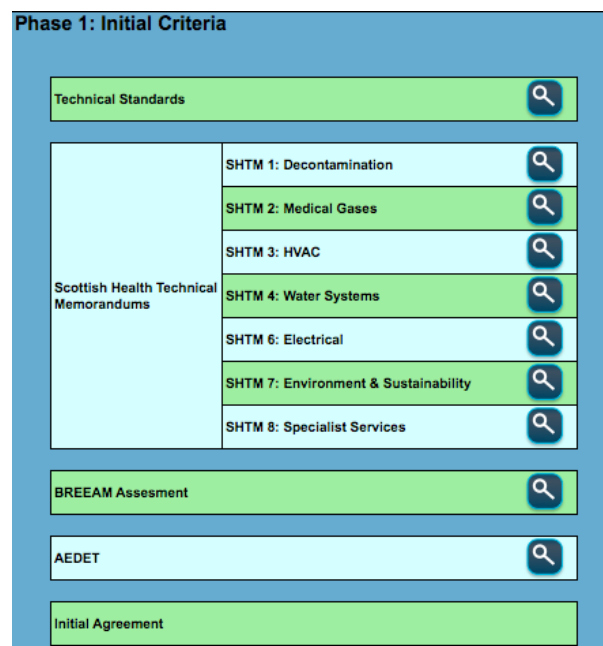 Phase 1: Initial Criteria
Technical Standards
Scottish Health Technical
Memorandums
SHTM 1: Decontamination
SHTM 2: Medical Gases
SHTM 3: HVAC
SHTM 4: Water Systems
SHTM 6: Electrical
SHTM 7: Environment & Sustainability
SHTM 8: Specialist Services
BREEAM Assesment
AEDET
Initial Agreement